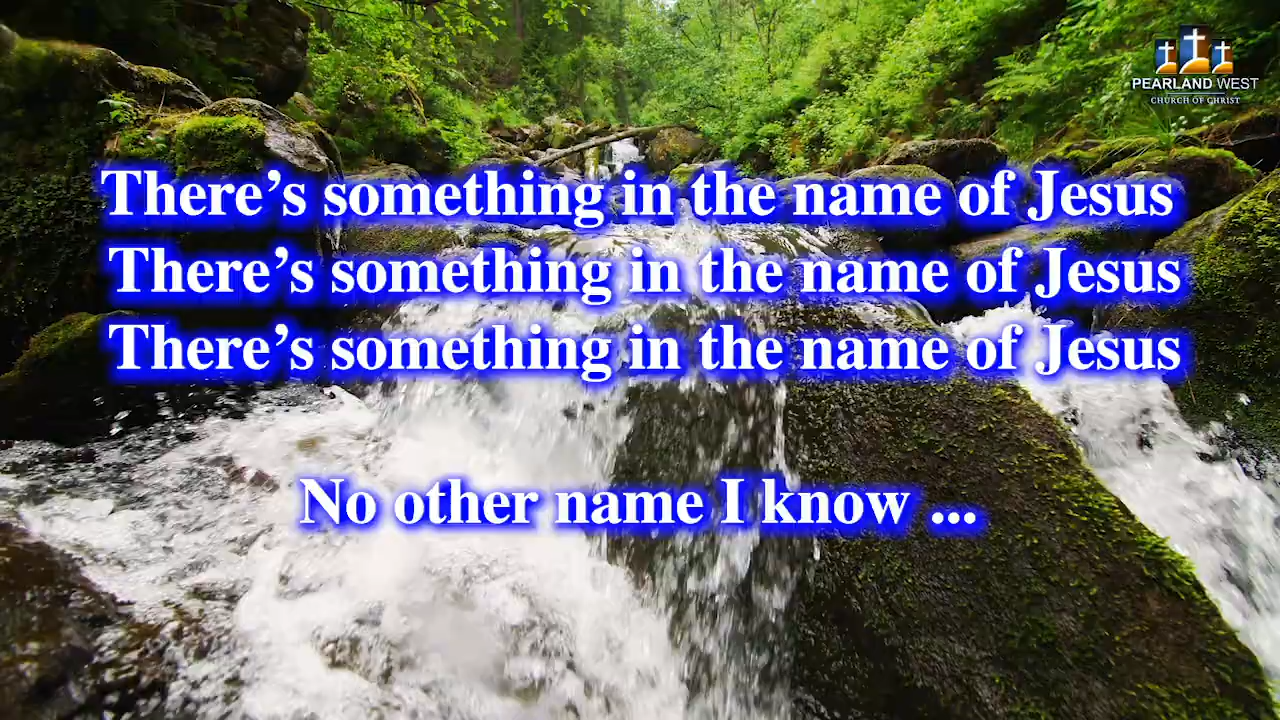 PEARLAND WEST
CHURCH OF CHRIST
There’s something in the name of Jesus
There’s something in the name of Jesus
There’s something in the name of Jesus
No other name I know ...